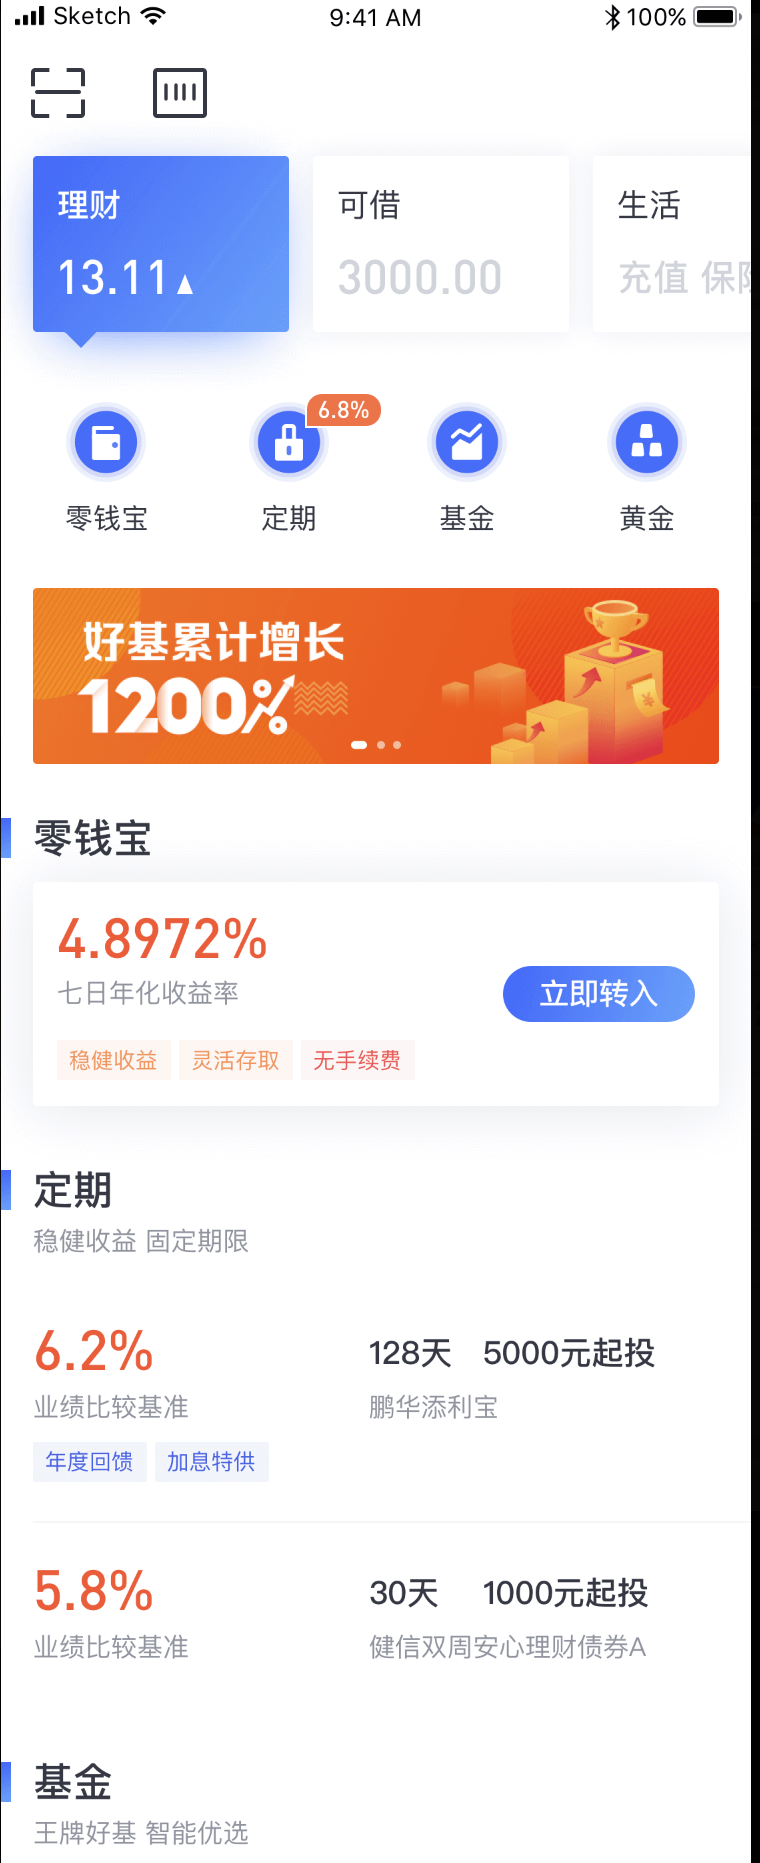 Sketch 9:41 AM 100%
理财 可借 生活
13.11 3000.00 充值 保
6.8%
零钱宝 定期 基金 黄金
好基累计增长
1200%
零钱宝
4.8972%
七日年化收益率
立即转入
稳健收益 灵活存取 无手续费
定期
稳健收益 固定期限
6.2% 128天 5000元起投
业绩比较基准 鹏华添利宝
年度回馈 加息特供
5.8% 30天 1000元起投
业绩比较基准 健信双周安心理财债券A
基金
王牌好基 智能优选